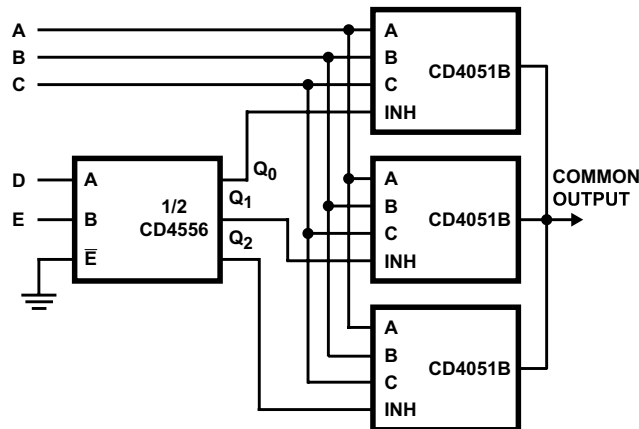 A
B
C
A
B
C
INH
CD4051B
D
E
A
B
E̅
1/2
CD4556
Q0
Q1
Q2
A
B
C
INH
CD4051B
COMMON
OUTPUT
A
B
C
INH
CD4051B